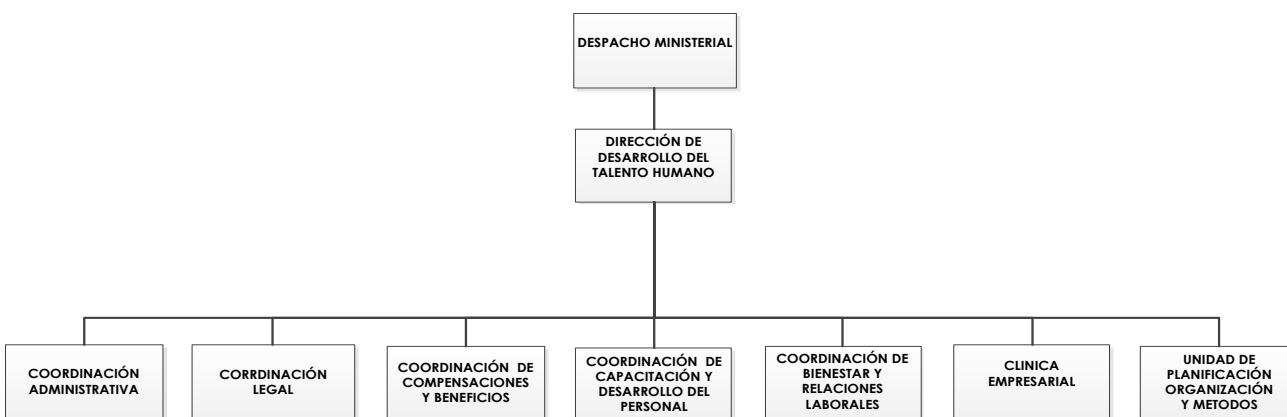 DESPACHO MINISTERIAL
DIRECCIÓN DE
DESARROLLO DEL
TALENTO HUMANO
COORDINACIÓN
ADMINISTRATIVA
CORRDINACIÓN
LEGAL
COORDINACIÓN DE
COMPENSACIONES
Y BENEFICIOS
COORDINACIÓN DE
CAPACITACIÓN Y
DESARROLLO DEL
PERSONAL
COORDINACIÓN DE
BIENESTAR Y
RELACIONES
LABORALES
CLINICA
EMPRESARIAL
UNIDAD DE
PLANIFICACIÓN
ORGANIZACIÓN
Y METODOS